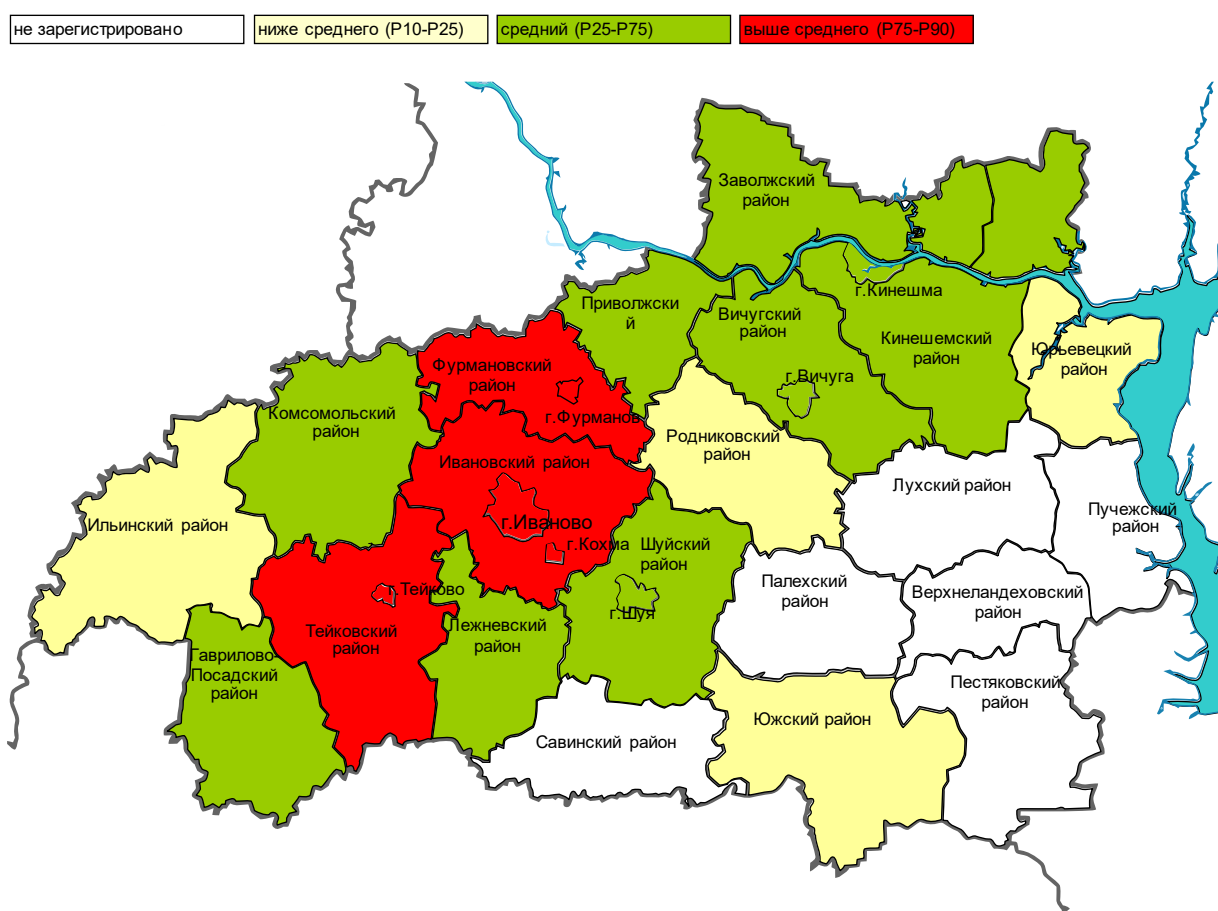 не зарегистрировано
ниже среднего (P10-P25)
средний (P25-P75)
выше среднего (P75-P90)
Заволжский
район
г.Кинешма
Приволжски
й
Вичугский
район
Кинешемский
район
Юрьевецкий
район
Фурмановский
район
г.Вичуга
Комсомольский
район
г.Фурманов
Родниковский
район
Ивановский район
Лухский район
Пучежский
район
Ильинский район
г.Иваново
г.Кохма
Шуйский
район
Палехский
район
Верхнеландеховский
район
г.Тейково
г.Шуя
Тейковский
район
Лежневский
район
Гаврилово-
Посадский
район
Пестяковский
район
Южский район
Савинский район